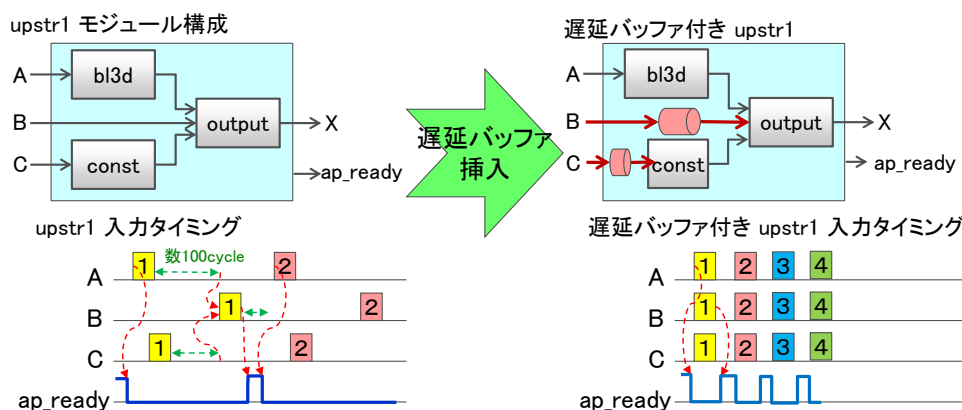 upstr1 モジュール構成
A
bl3d
B
output
X
C
const
ap_ready
遅延バッファ
挿入
遅延バッファ付き upstr1
A
bl3d
B
output
X
C
const
ap_ready
upstr1 入力タイミング
A
1
数100cycle
2
B
1
2
C
1
2
ap_ready
遅延バッファ付き upstr1 入力タイミング
A
1 2 3 4
B
1 2 3 4
C
1 2 3 4
ap_ready